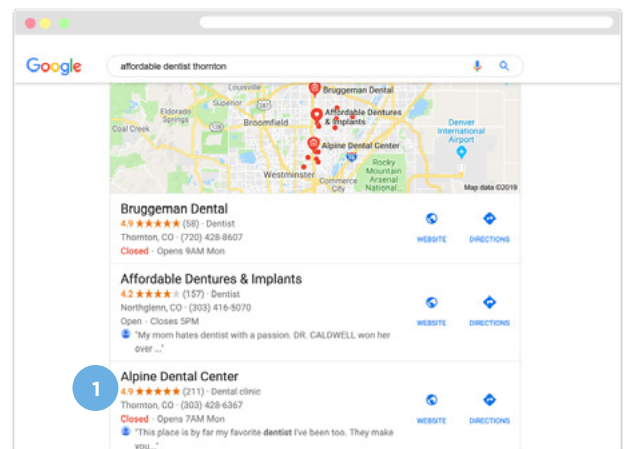 Google
affordable dentist thornton
Louisville
Bruggeman Dental
Superior
287
Eldorado
Springs
Affordable Dentures
& Implants
Coal Creek
128
Broomfield
Denver
International
Airport
Alpine Dental Center
Westminster
Commerce
City
Rocky
Mountain
Arsenal
National...
Map data ©2019
Bruggeman Dental
4.9 ★★★★★ (58) · Dentist
Thornton, CO · (720) 428-8607
Closed · Opens 9AM Mon
WEBSITE DIRECTIONS
Affordable Dentures & Implants
4.2 ★★★★★ (157) · Dentist
Northglenn, CO · (303) 416-5070
Open · Closes 5PM
"My mom hates dentist with a passion. DR. CALDWELL won her
over ..."
WEBSITE DIRECTIONS
1
Alpine Dental Center
4.9 ★★★★★ (211) · Dental clinic
Thornton, CO · (303) 428-6367
Closed · Opens 7AM Mon
"This place is by far my favorite dentist I've been too. They make
you..."
WEBSITE DIRECTIONS